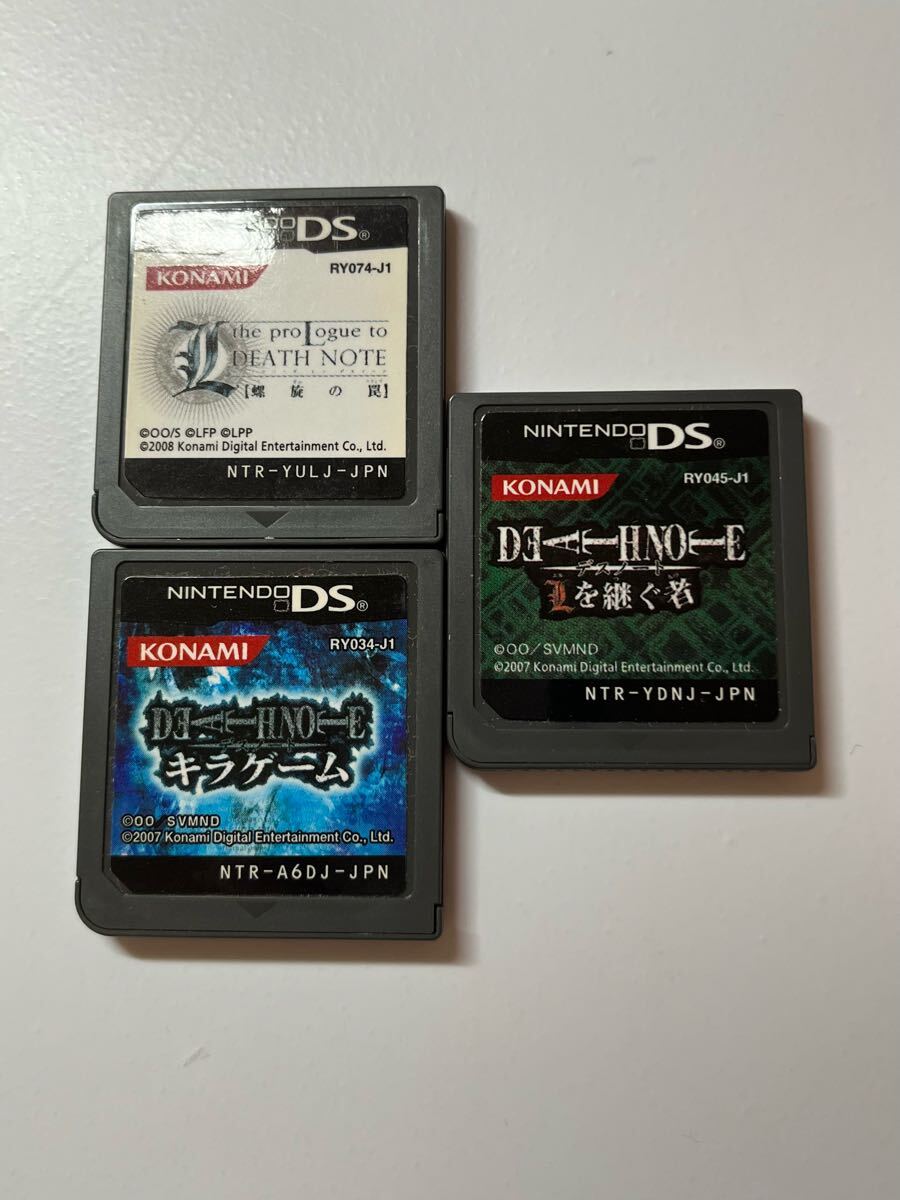 NINTENDO DS®
KONAMI
RY074-J1
L the proLogue to
DEATH NOTE
【螺旋の罠】
©OO/S ©LFP ©LPP
©2008 Konami Digital Entertainment Co., Ltd.
NTR-YULJ-JPN
NINTENDO DS®
KONAMI
RY045-J1
DEATHNOTE
デスノート
Lを継ぐ者
©OO/SVMND
©2007 Konami Digital Entertainment Co., Ltd.
NTR-YDNJ-JPN
NINTENDO DS®
KONAMI
RY034-J1
DEATHNOTE
デスノート
キラゲーム
©OO/SVMND
©2007 Konami Digital Entertainment Co., Ltd.
NTR-A6DJ-JPN